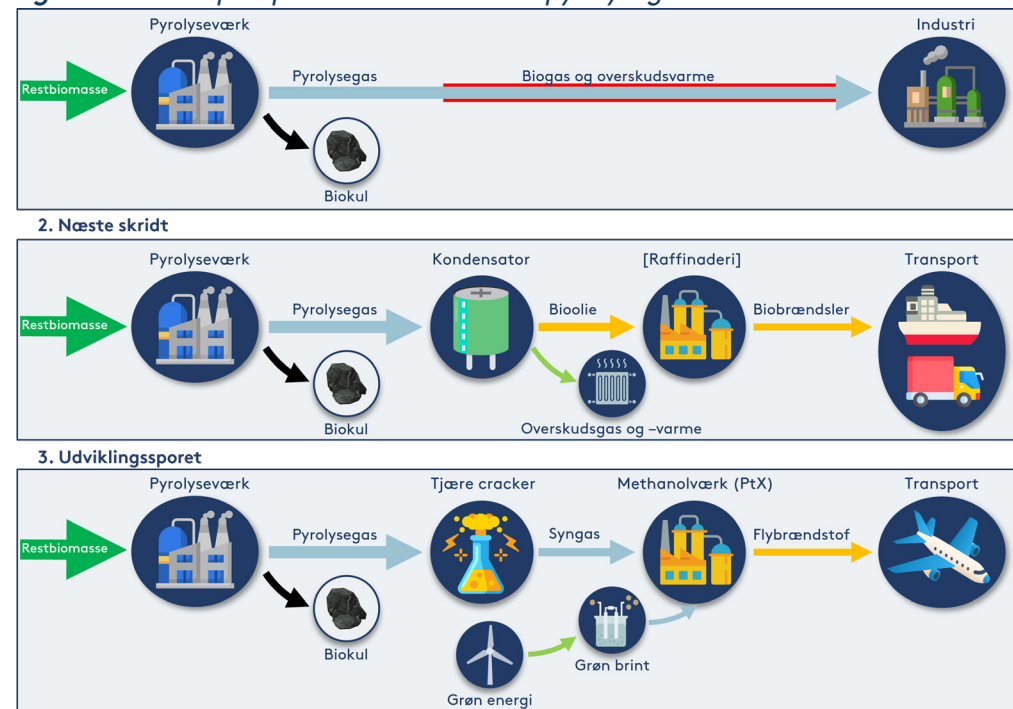 Pyrolyseværk
Industri
Restbiomasse
Pyrolysegas
Biogas og overskudsvarme
Biokul
2. Næste skridt
Pyrolyseværk
Kondensator
[Raffinaderi]
Transport
Restbiomasse
Pyrolysegas
Bioolie
Biobrændsler
Biokul
Overskudsgas og –varme
3. Udviklingssporet
Pyrolyseværk
Tjære cracker
Methanolværk (PtX)
Transport
Restbiomasse
Pyrolysegas
Syngas
Flybrændstof
Biokul
Grøn brint
Grøn energi